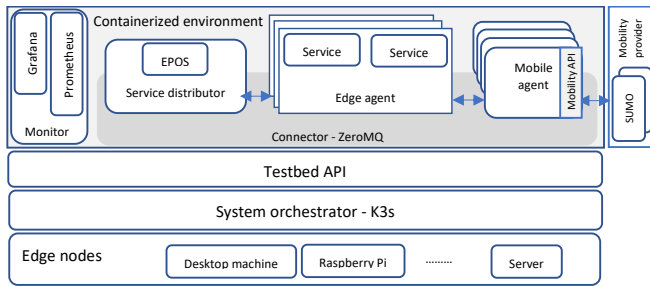 Containerized environment
Grafana
Prometheus
Monitor
EPOS
Service distributor
Service
Service
Edge agent
Mobile
agent
Mobility API
Connector - ZeroMQ
Mobility
provider
SUMO
Testbed API
System orchestrator - K3s
Edge nodes
Desktop machine
Raspberry Pi
………
Server